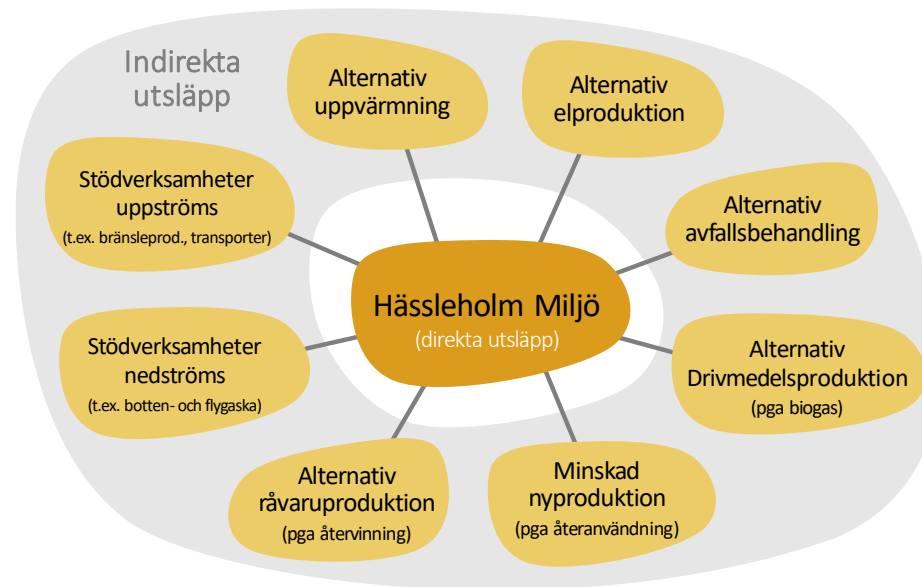 Indirekta
utsläpp
Alternativ
uppvärmning
Alternativ
elproduktion
Stödverksamheter
uppströms
(t.ex. bränsleprod., transporter)
Alternativ
avfallsbehandling
Hässleholm Miljö
(direkta utsläpp)
Stödverksamheter
nedströms
(t.ex. botten- och flygaska)
Alternativ
Drivmedelsproduktion
(pga biogas)
Alternativ
råvaruproduktion
(pga återvinning)
Minskad
nyproduktion
(pga återanvändning)